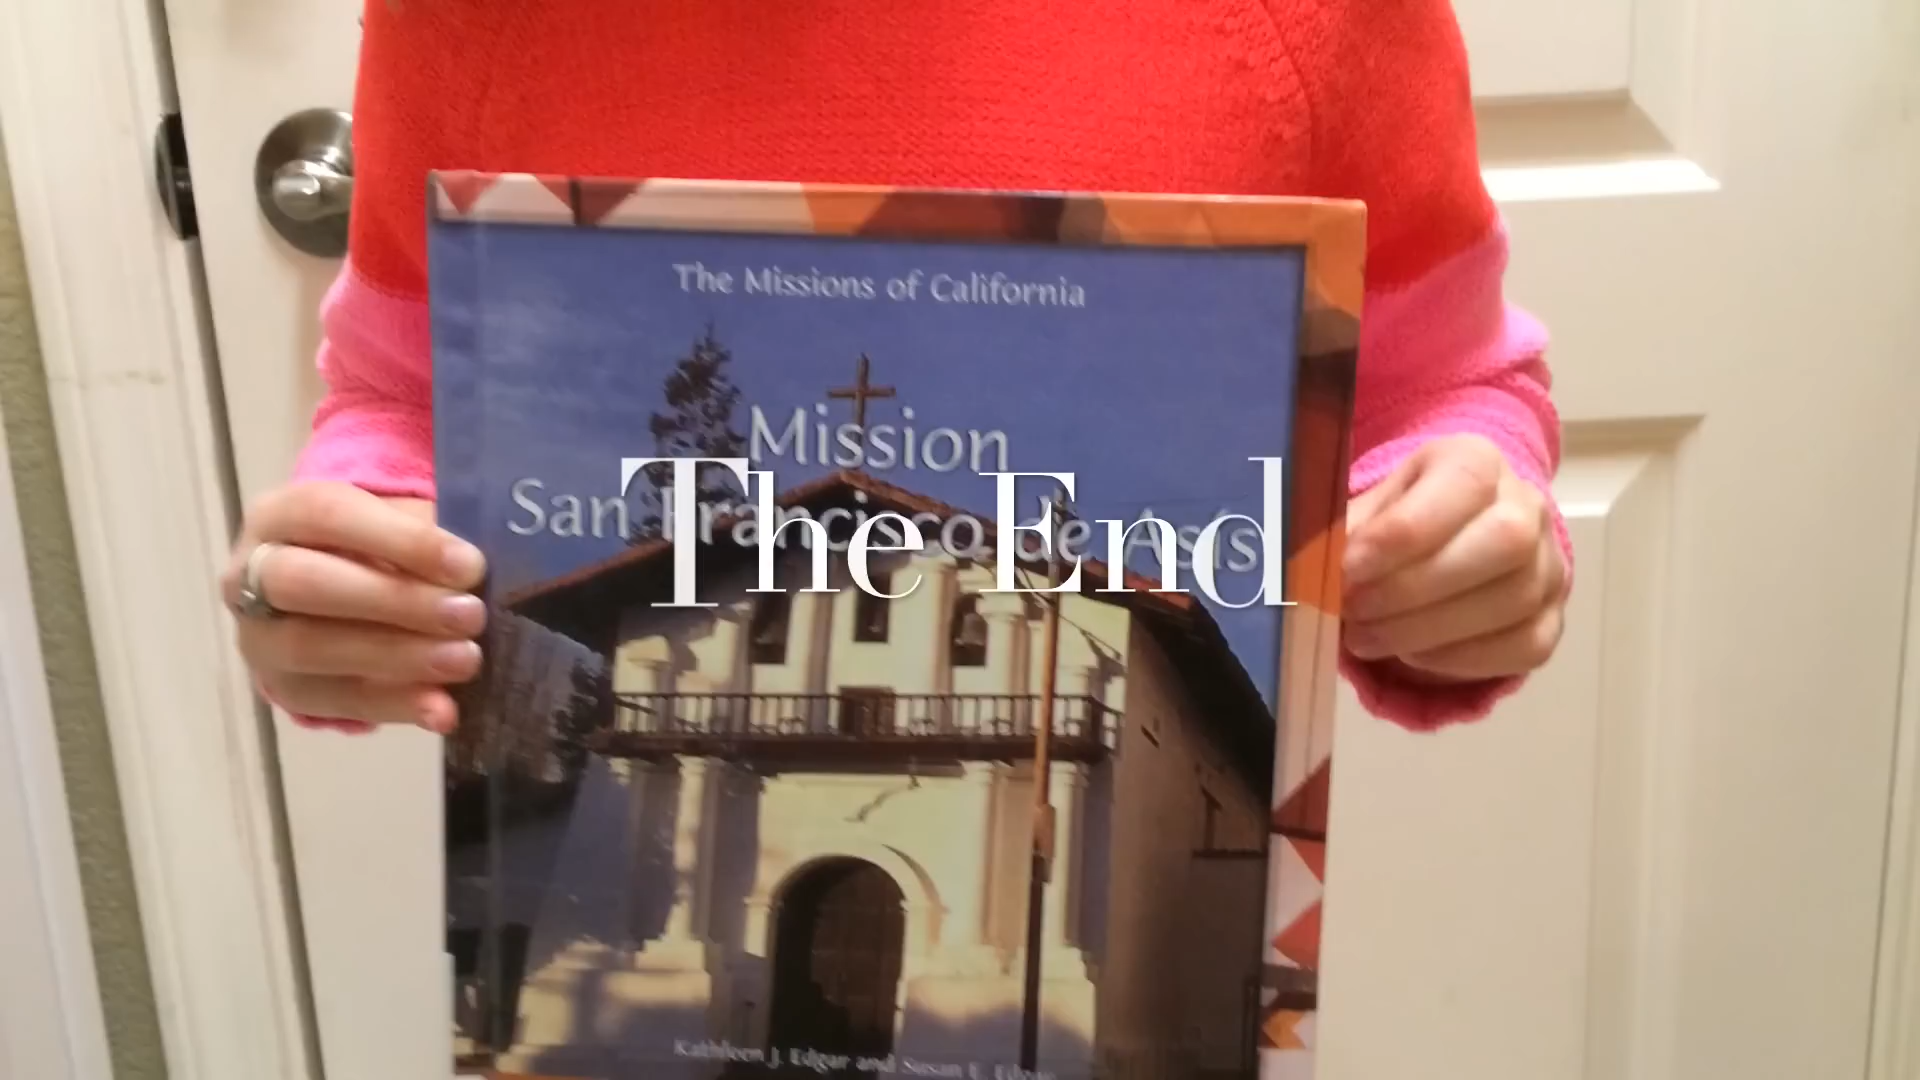 The Missions of California
Mission
San Francisco de Asís
The End
Kathleen J. Edgar and Susan E. Edgar